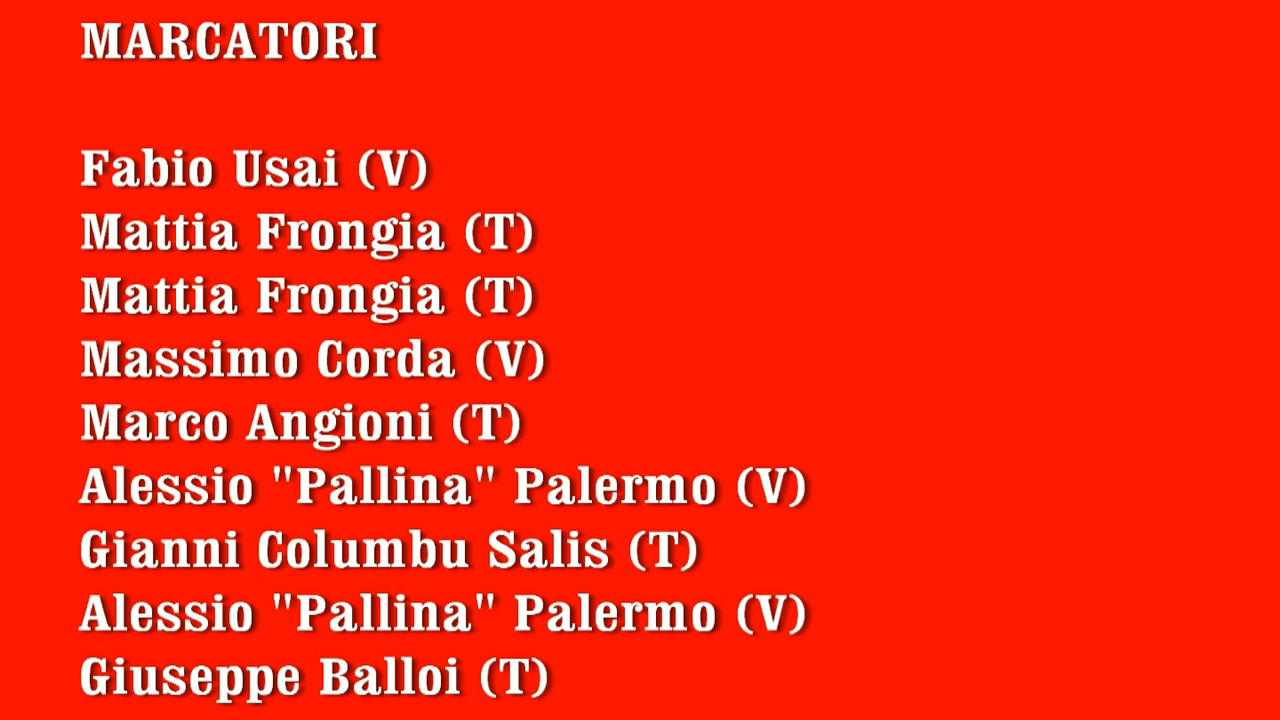 MARCATORI
Fabio Usai (V)
Mattia Frongia (T)
Mattia Frongia (T)
Massimo Corda (V)
Marco Angioni (T)
Alessio "Pallina" Palermo (V)
Gianni Columbu Salis (T)
Alessio "Pallina" Palermo (V)
Giuseppe Balloi (T)